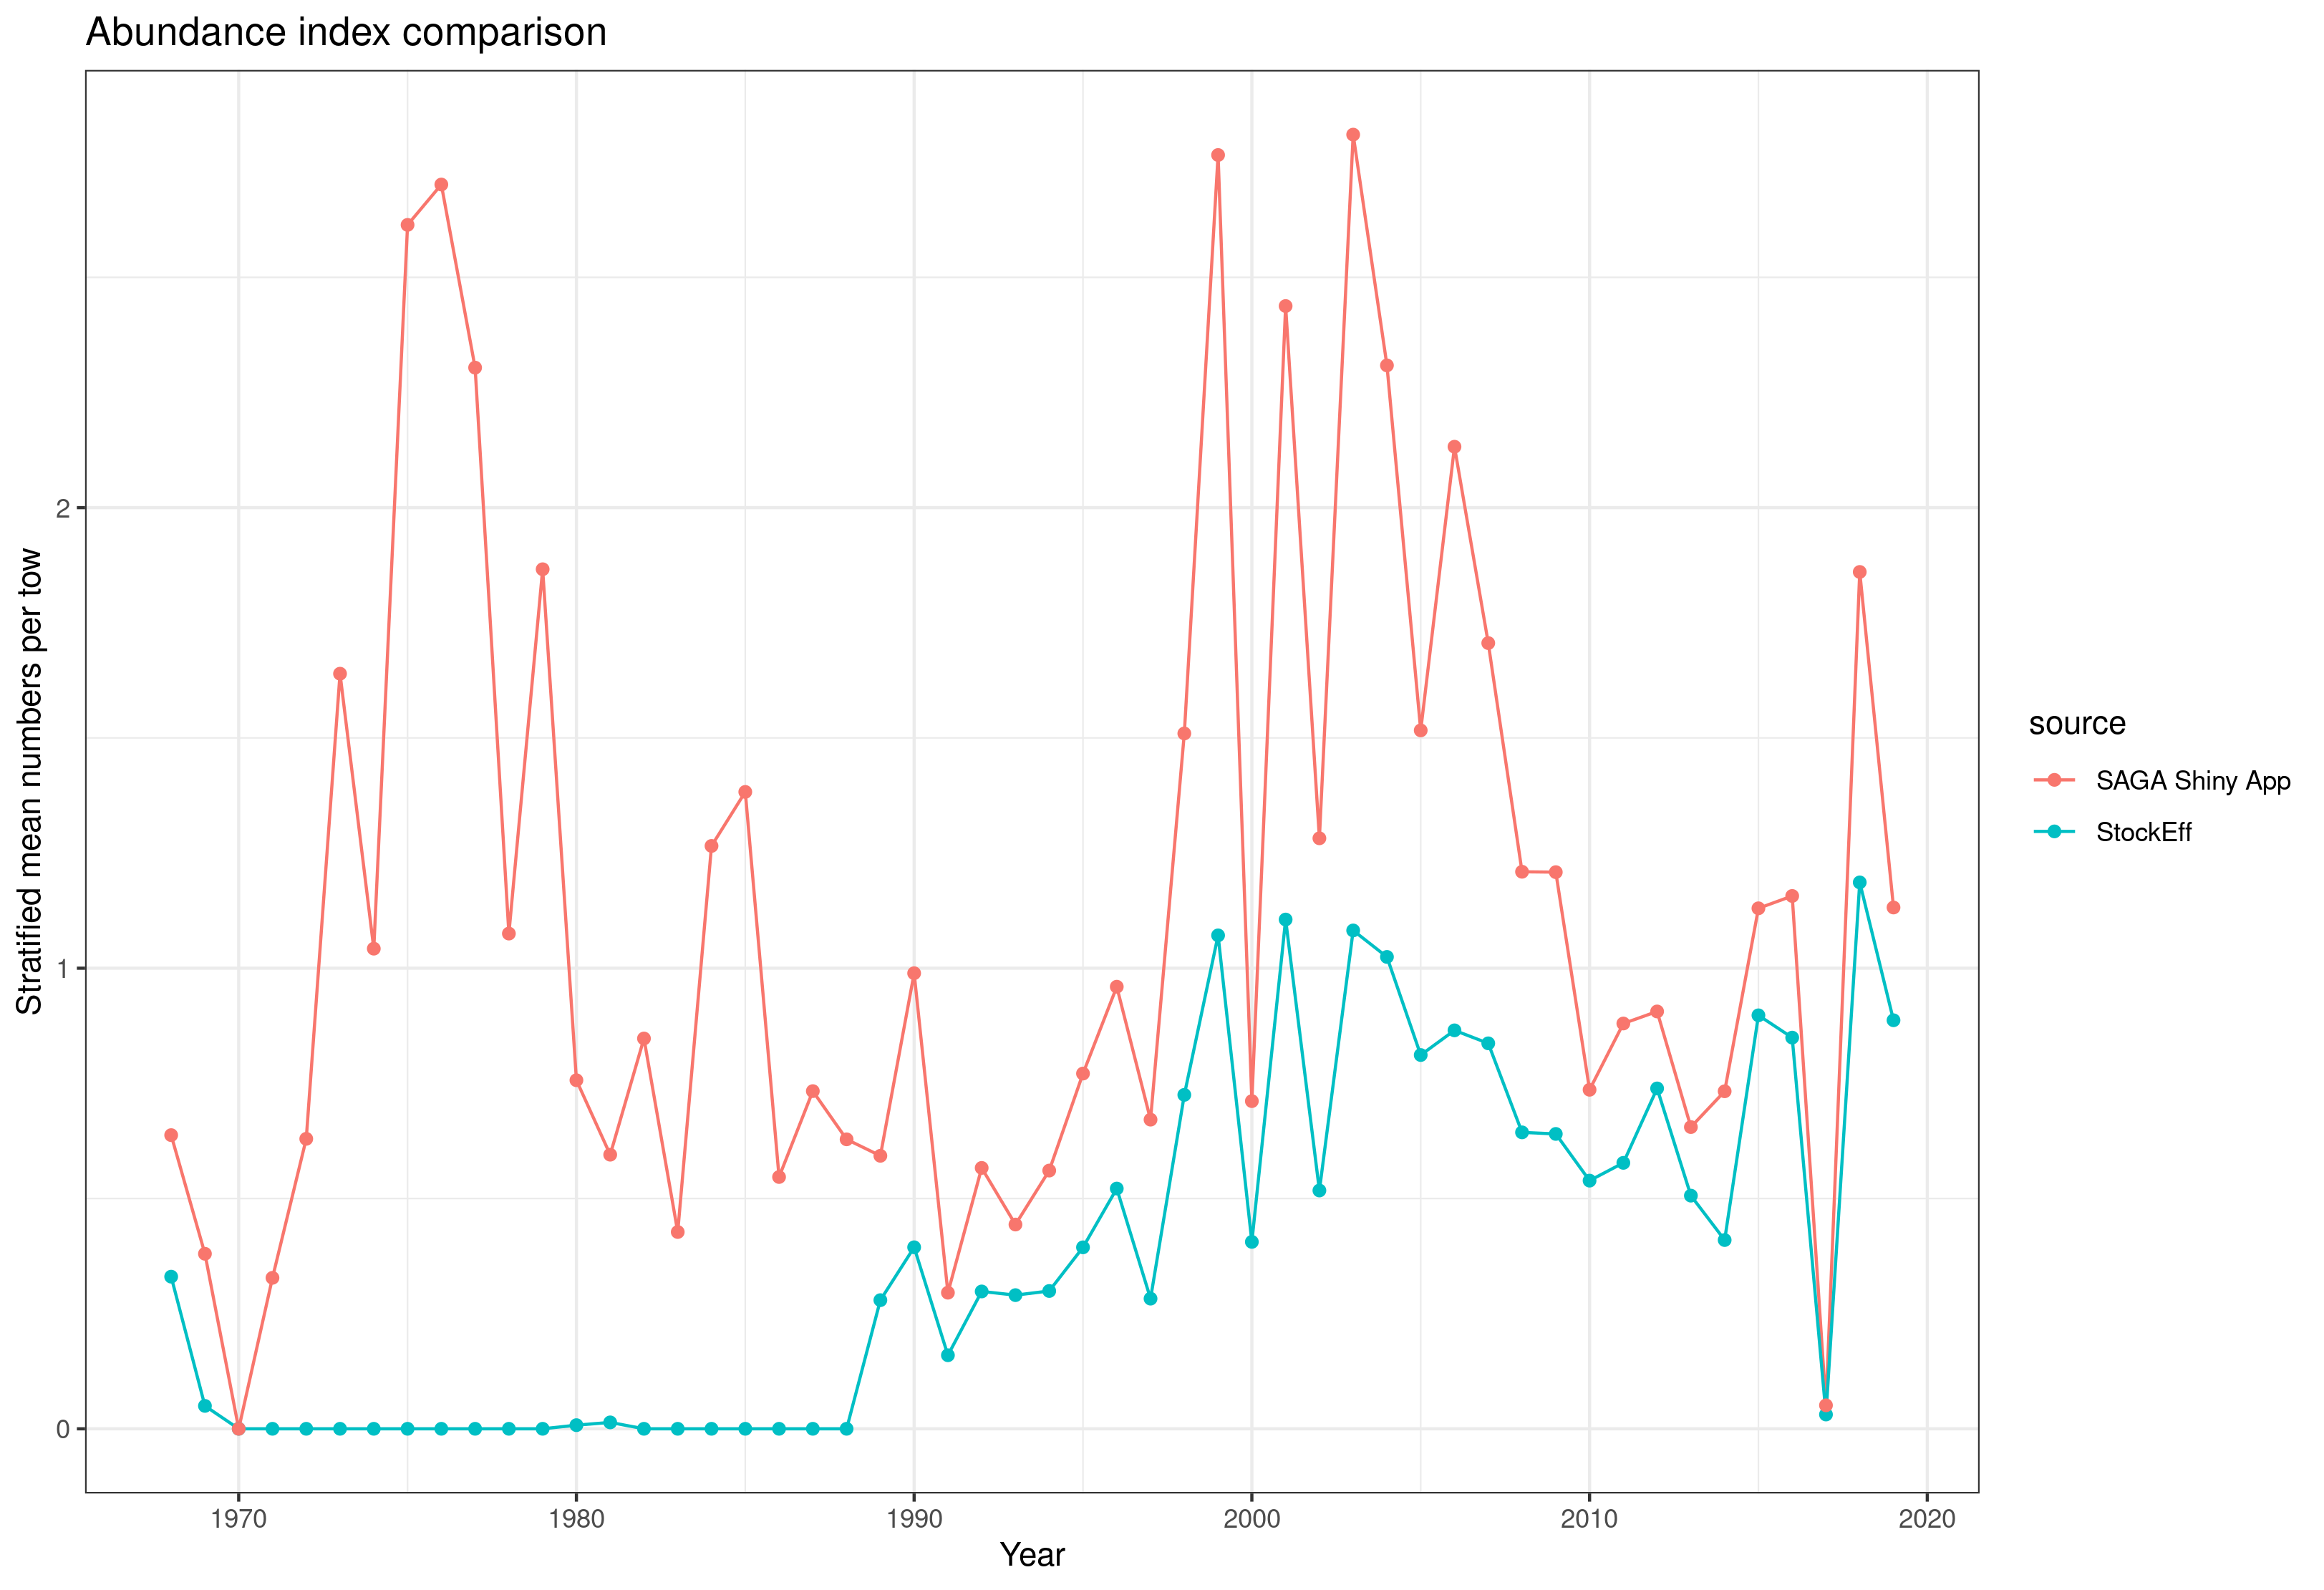 Abundance index comparison
Stratified mean numbers per tow
2
1
0
1970 1980 1990 2000 2010 2020
Year
source
SAGA Shiny App
StockEff